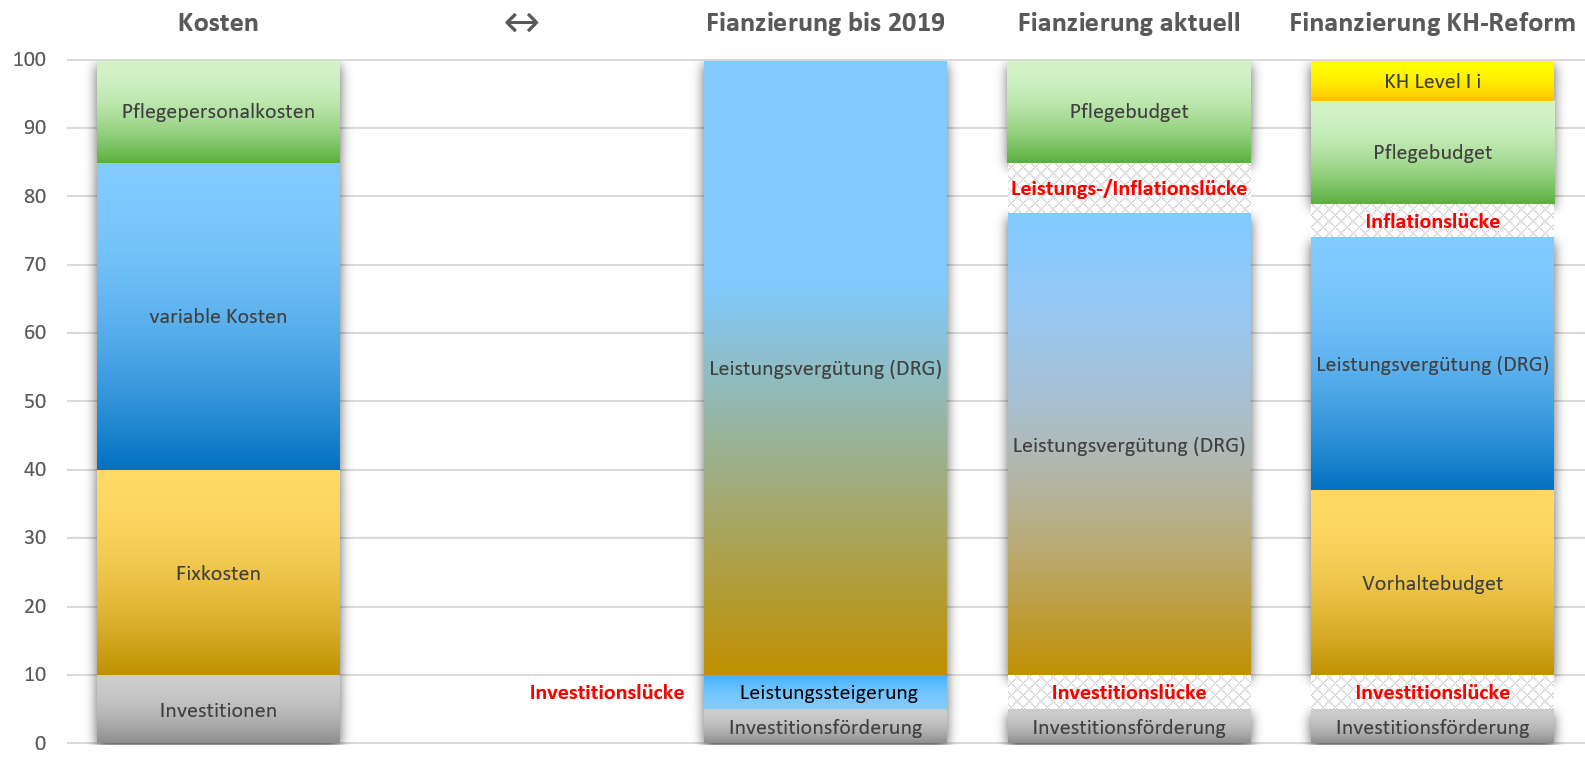 Kosten
↔
Fianzierung bis 2019
Fianzierung aktuell
Finanzierung KH-Reform
100
90
80
70
60
50
40
30
20
10
0
Pflegepersonalkosten
variable Kosten
Fixkosten
Investitionen
Investitionslücke
Leistungsvergütung (DRG)
Leistungssteigerung
Investitionsförderung
Pflegebudget
Leistungs-/Inflationslücke
Leistungsvergütung (DRG)
Investitionslücke
Investitionsförderung
KH Level I i
Pflegebudget
Inflationslücke
Leistungsvergütung (DRG)
Vorhaltebudget
Investitionslücke
Investitionsförderung